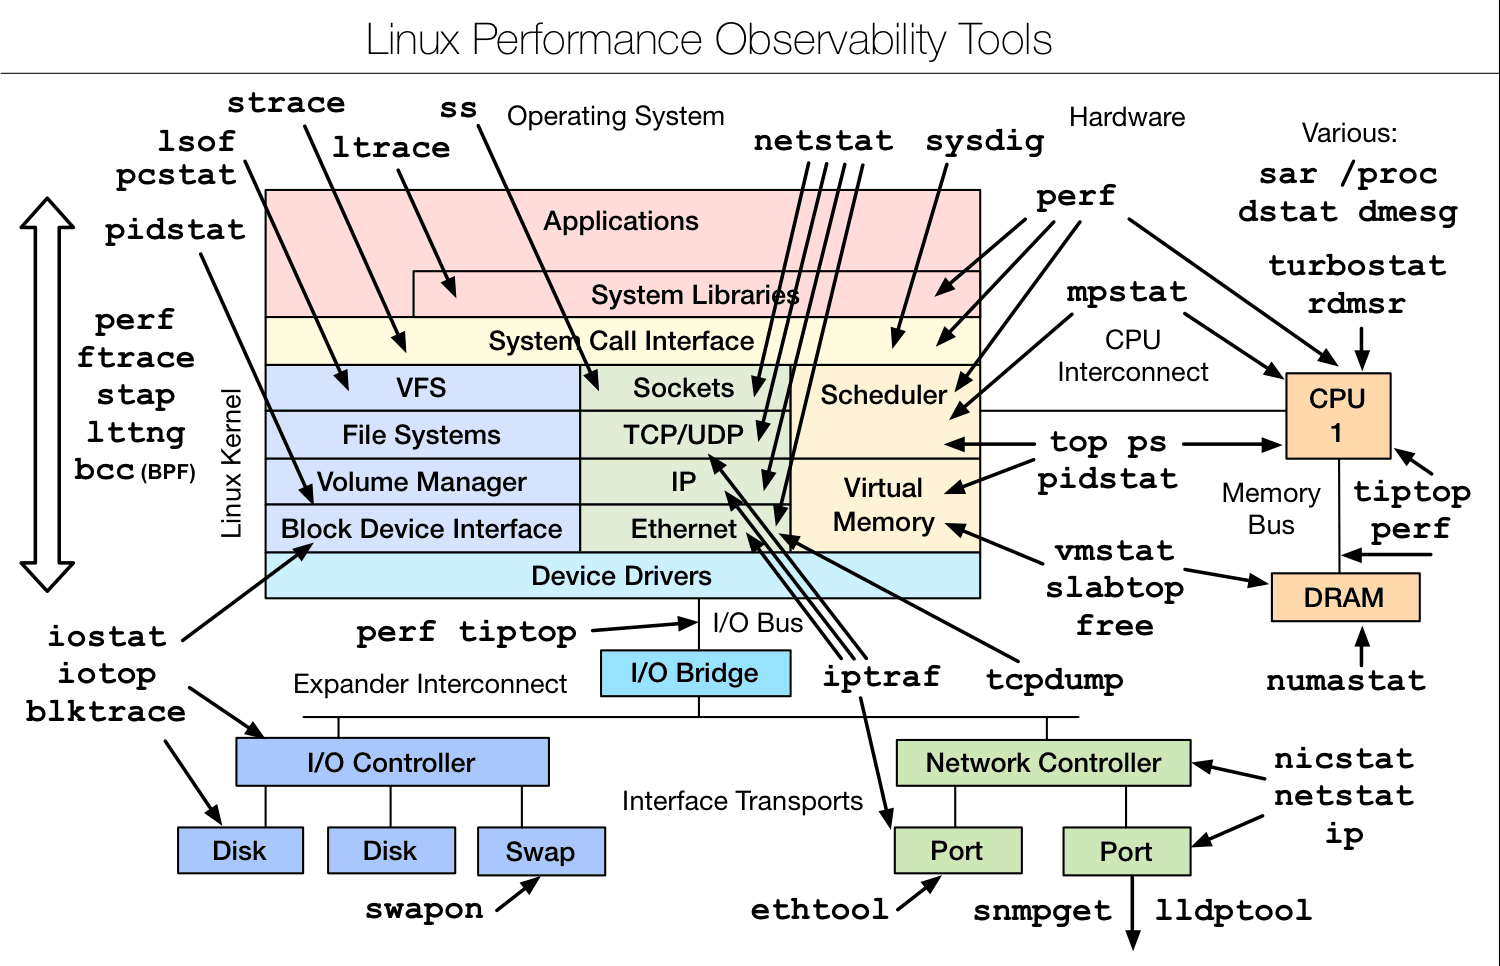 Linux Performance Observability Tools
strace
ss
Operating System
Hardware
Various:
lsof
ltrace
netstat
sysdig
pcstat
sar /proc
perf
dstat dmesg
pidstat
Applications
turbostat
rdmsr
mpstat
System Libraries
perf
ftrace
stap
lttng
bcc (BPF)
Linux Kernel
System Call Interface
CPU
Interconnect
VFS
Sockets
Scheduler
CPU
1
File Systems
TCP/UDP
top ps
pidstat
Volume Manager
IP
Virtual
Memory
Memory
Bus
tiptop
perf
Block Device Interface
Ethernet
vmstat
slabtop
free
Device Drivers
DRAM
iostat
iotop
blktrace
perf tiptop
I/O Bus
I/O Bridge
Expander Interconnect
iptraf
tcpdump
numastat
I/O Controller
Network Controller
nicstat
netstat
ip
Interface Transports
Disk
Disk
Swap
Port
Port
swapon
ethtool
snmpget
lldptool